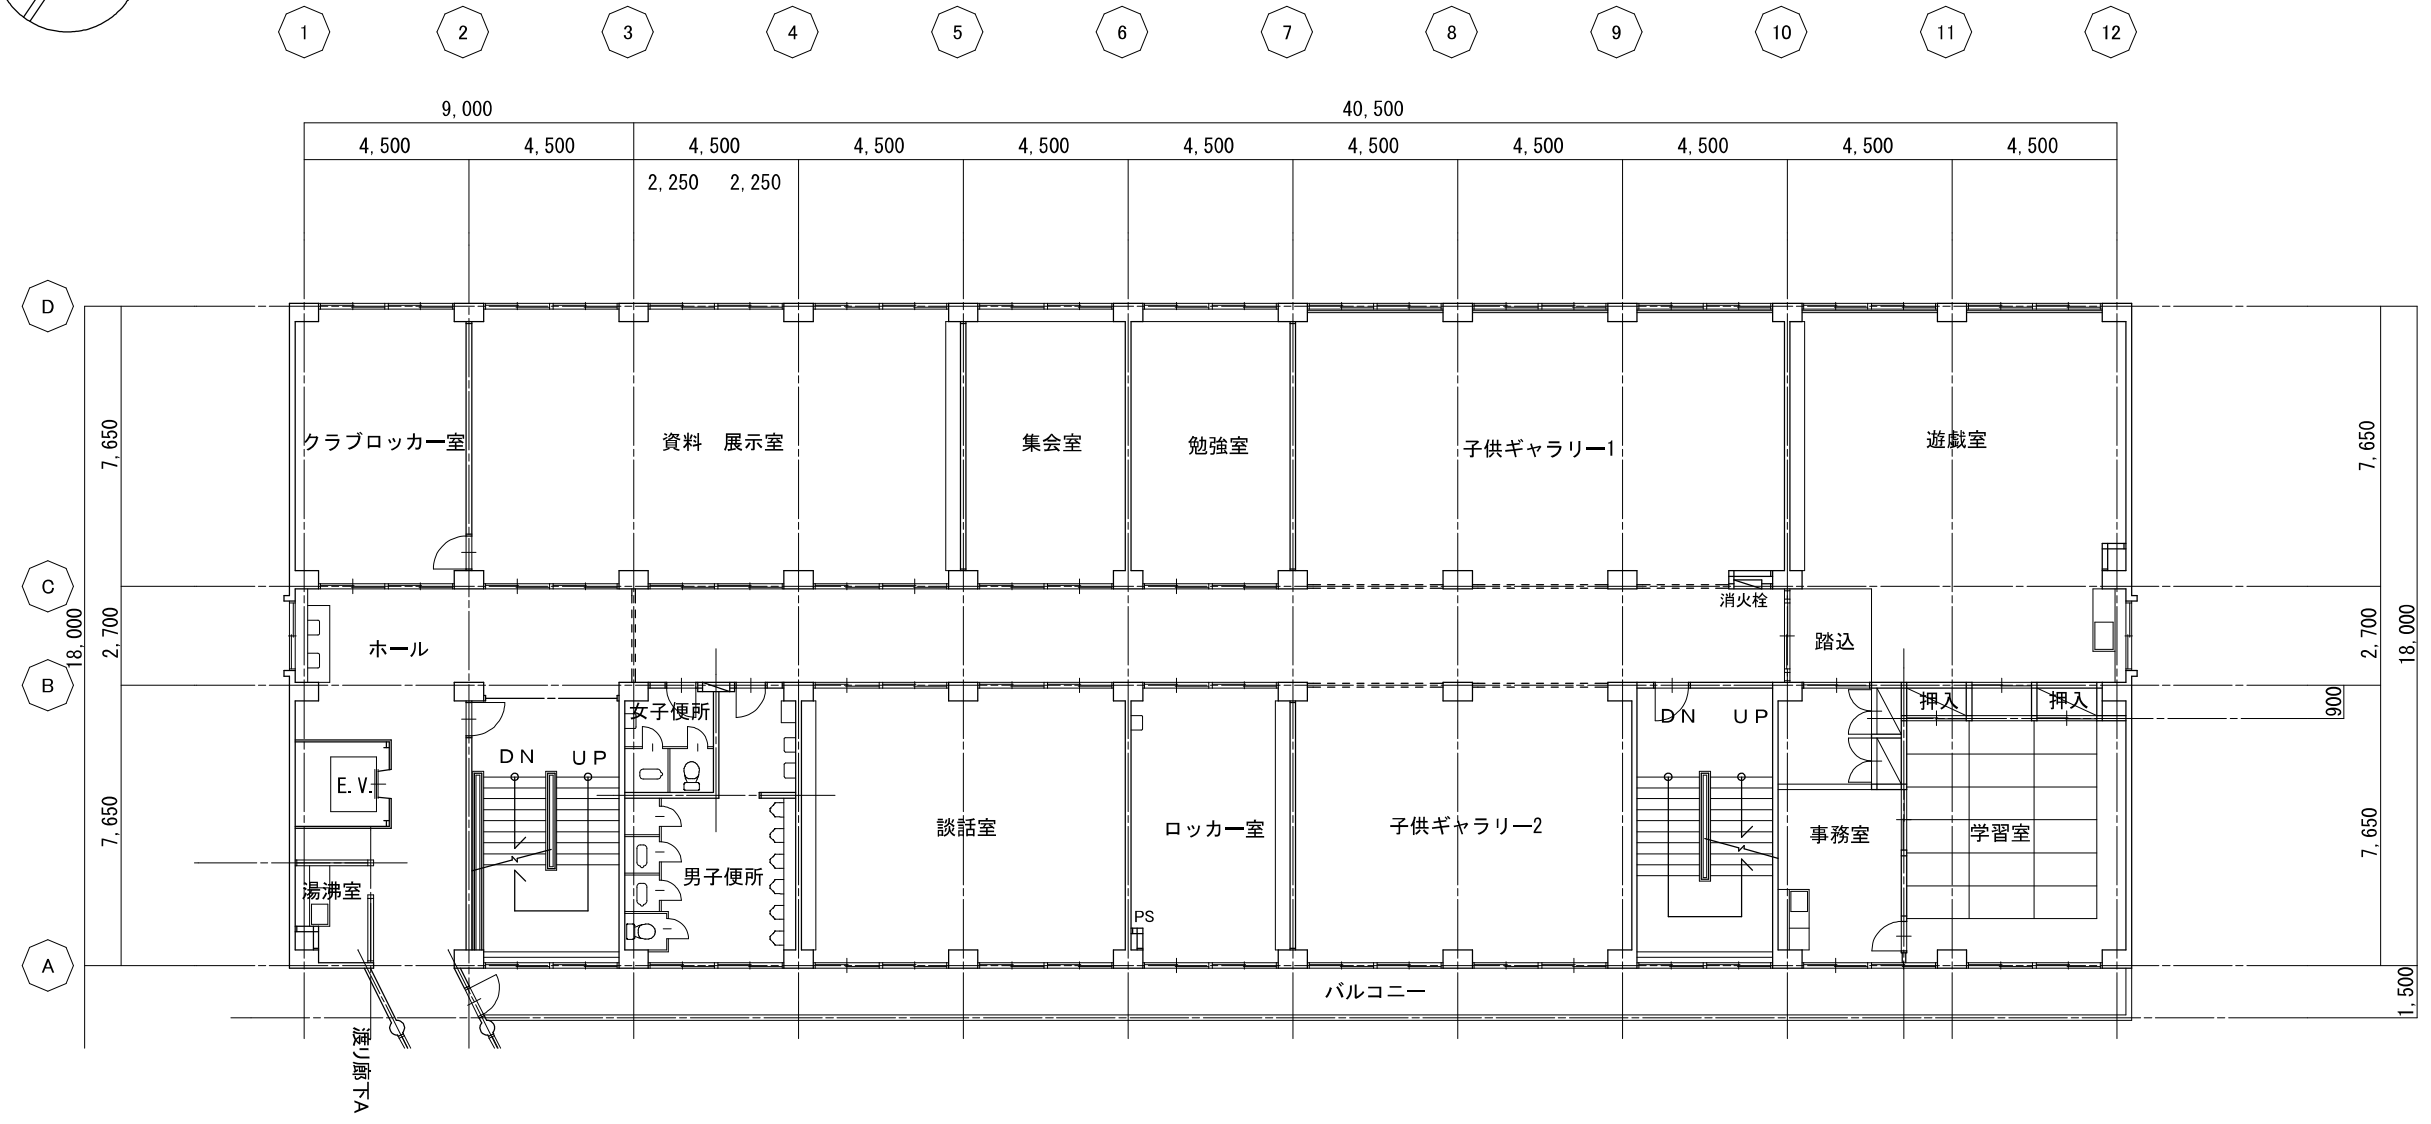 1 2 3 4 5 6 7 8 9 10 11 12
9,000 40,500
4,500 4,500 4,500 4,500 4,500 4,500 4,500 4,500 4,500 4,500 4,500
2,250 2,250
D
クラブロッカー室 資料 展示室 集会室 勉強室 子供ギャラリー1 遊戯室
7,650 7,650
C
消火栓
18,000 2,700 2,700 18,000
ホール 踏込
B
押入 押入
900
女子便所
DN UP
DN UP
E.V.
7,650 7,650
談話室 ロッカー室 子供ギャラリー2 事務室 学習室
湯沸室 男子便所
PS
A
バルコニー
1,500
渡り廊下A